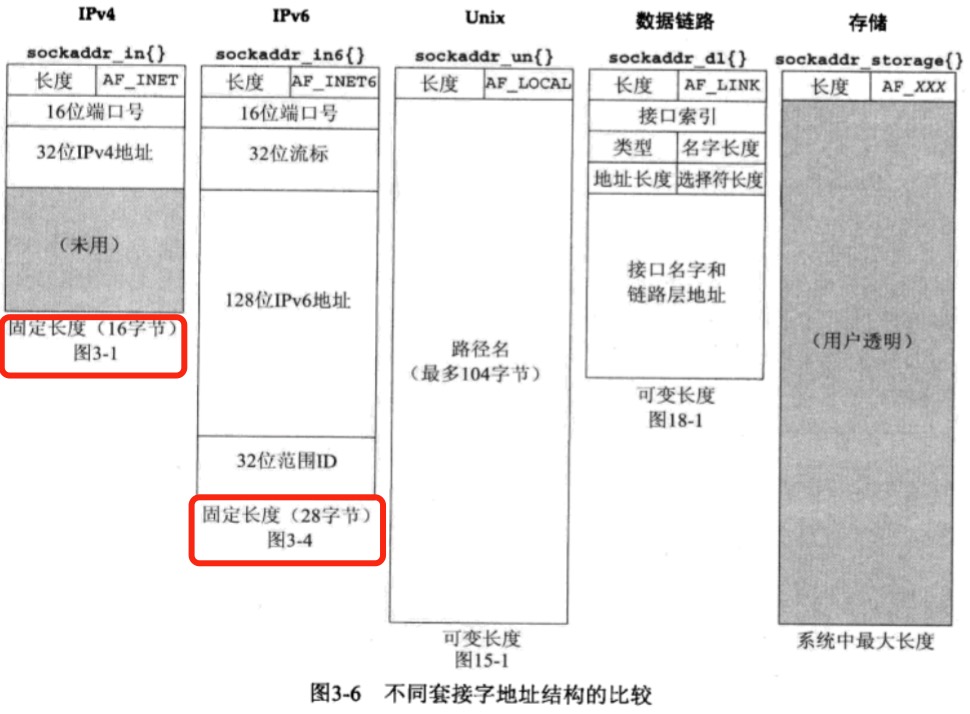 IPv4
sockaddr_in{}
长度 AF_INET
16位端口号
32位IPv4地址
（未用）
固定长度（16字节）
图3-1
IPv6
sockaddr_in6{}
长度 AF_INET6
16位端口号
32位流标
128位IPv6地址
32位范围ID
固定长度（28字节）
图3-4
Unix
sockaddr_un{}
长度 AF_LOCAL
路径名
（最多104字节）
可变长度
图15-1
数据链路
sockaddr_dl{}
长度 AF_LINK
接口索引
类型 名字长度
地址长度 选择符长度
接口名字和
链路层地址
可变长度
图18-1
存储
sockaddr_storage{}
长度 AF_XXX
（用户透明）
系统中最大长度
图3-6 不同套接字地址结构的比较